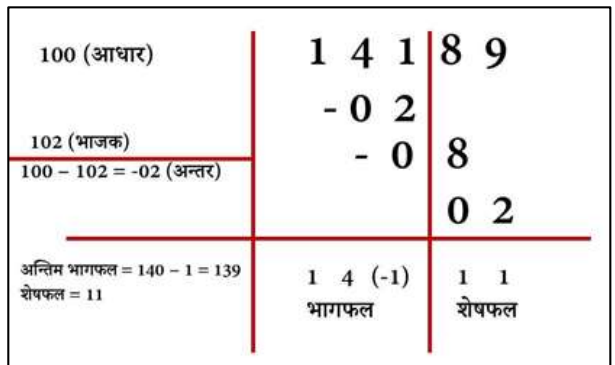 100 (आधार) 1 4 1 8 9
-0 2
102 (भाजक) - 0 8
100 – 102 = -02 (अन्तर)
0 2
अन्तिम भागफल = 140 – 1 = 139 1 4 (-1) 1 1
शेषफल = 11 भागफल शेषफल